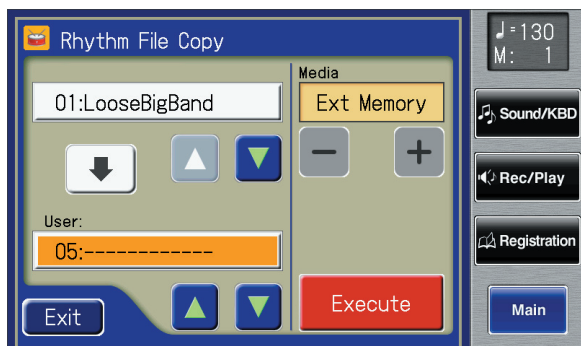 Rhythm File Copy
Media
01:LooseBigBand
Ext Memory
User:
05:------------
Exit
Execute
♩=130
M: 1
Sound/KBD
Rec/Play
Registration
Main